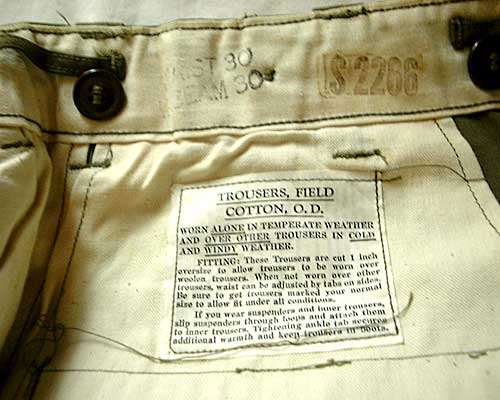 30
SEAM 30
S.2266
TROUSERS, FIELD
COTTON, O.D.
WORN ALONE IN TEMPERATE WEATHER
AND OVER OTHER TROUSERS IN COLD
AND WINDY WEATHER.
FITTING: These Trousers are cut 1 inch
oversize to allow trousers to be worn over
woolen trousers. When not worn over other
trousers, waist can be adjusted by tabs on sides.
Be sure to get trousers marked your normal
size to allow fit under all conditions.
If you wear suspenders and inner trousers,
slip suspenders through loops and attach them
to inner trousers. Tightening ankle tab secures
additional warmth and keep trousers in boots.